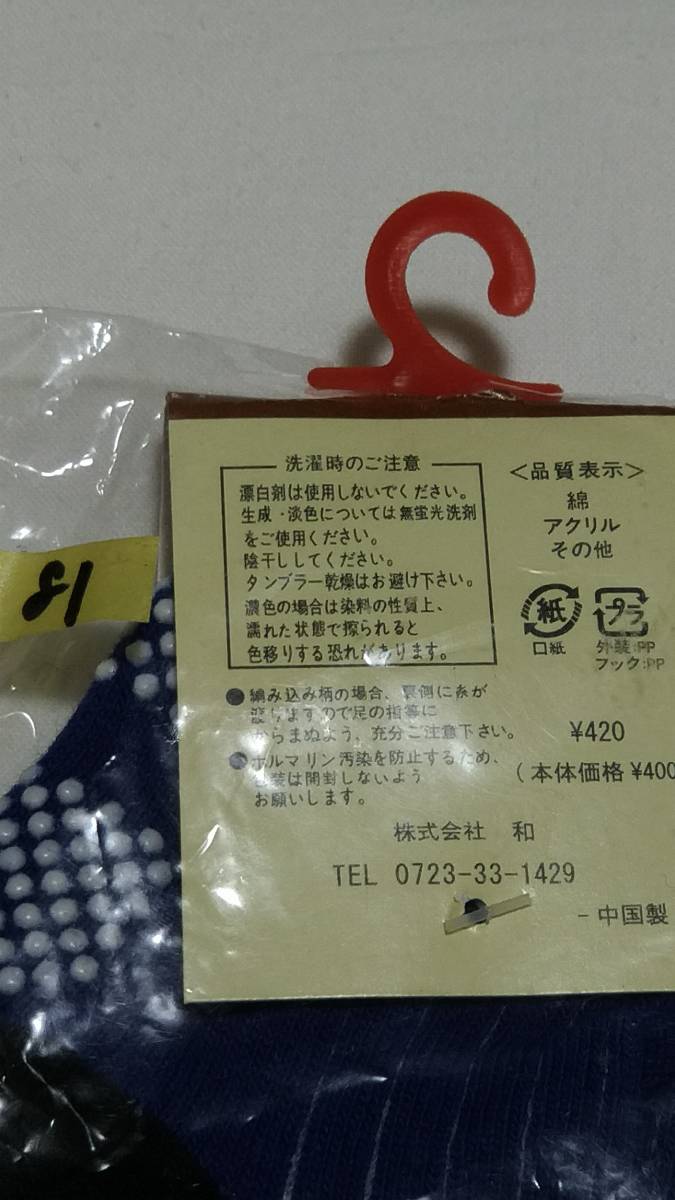 洗濯時のご注意
漂白剤は使用しないでください。
生成・淡色については無蛍光洗剤
をご使用ください。
陰干ししてください。
タンブラー乾燥はお避け下さい。
濃色の場合は染料の性質上、
濡れた状態で擦られると
色移りする恐れがあります。
●編み込み柄の場合、裏側に糸が
渡りますので足の指等に
からまぬよう、充分ご注意下さい。
●ホルマリン汚染を防止するため、
包装は開封しないよう
お願いします。
＜品質表示＞
綿
アクリル
その他
紙
口紙
プラ
外装:PP
フック:PP
¥420
(本体価格 ¥400
株式会社 和
TEL 0723-33-1429
-中国製
18